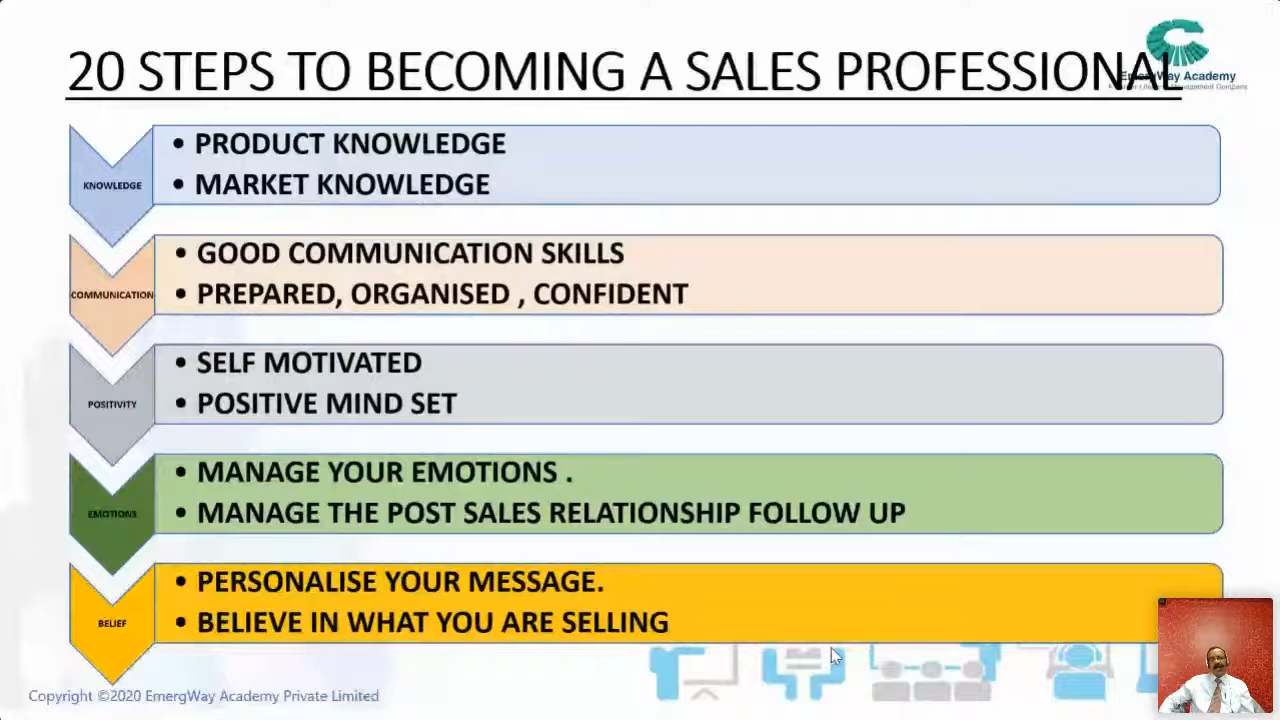 20 STEPS TO BECOMING A SALES PROFESSIONAL
EmergWay Academy
KNOWLEDGE
• PRODUCT KNOWLEDGE
• MARKET KNOWLEDGE
COMMUNICATION
• GOOD COMMUNICATION SKILLS
• PREPARED, ORGANISED , CONFIDENT
POSITIVITY
• SELF MOTIVATED
• POSITIVE MIND SET
EMOTIONS
• MANAGE YOUR EMOTIONS .
• MANAGE THE POST SALES RELATIONSHIP FOLLOW UP
BELIEF
• PERSONALISE YOUR MESSAGE.
• BELIEVE IN WHAT YOU ARE SELLING
Copyright ©2020 EmergWay Academy Private Limited